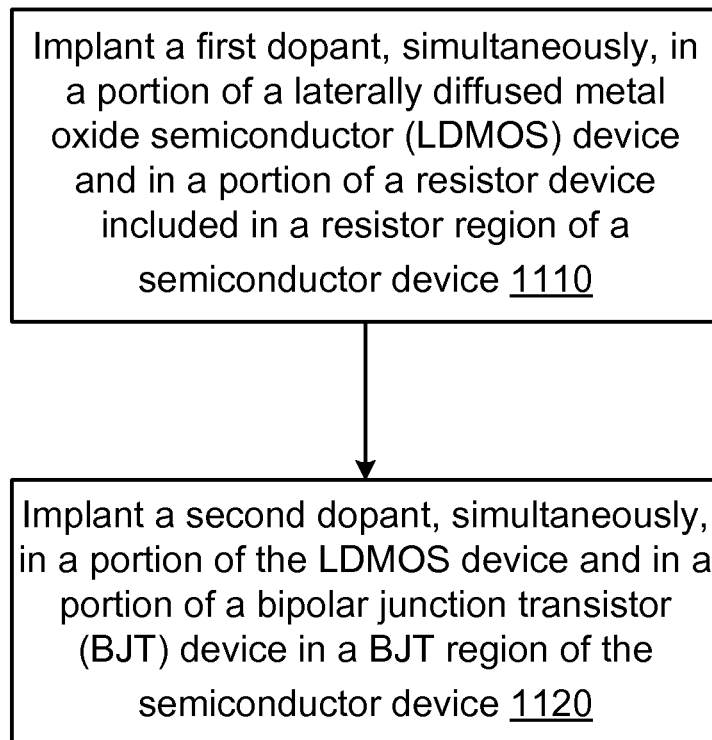 Implant a first dopant, simultaneously, in
a portion of a laterally diffused metal
oxide semiconductor (LDMOS) device
and in a portion of a resistor device
included in a resistor region of a
semiconductor device 1110
Implant a second dopant, simultaneously,
in a portion of the LDMOS device and in a
portion of a bipolar junction transistor
(BJT) device in a BJT region of the
semiconductor device 1120